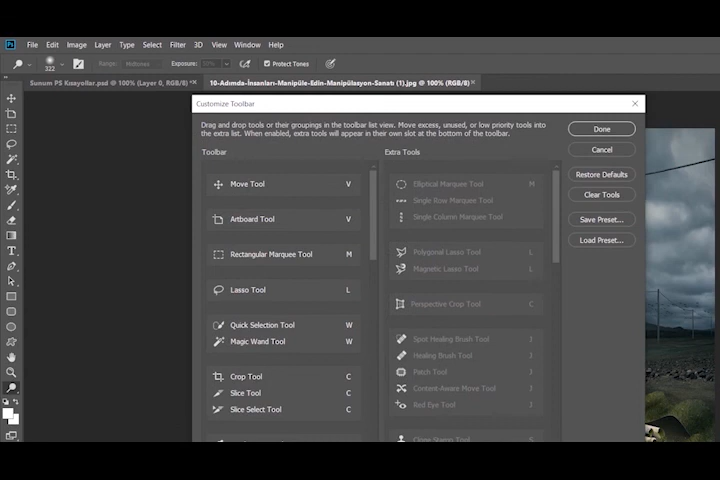 Ps File Edit Image Layer Type Select Filter 3D View Window Help
222 Range: Midtones Exposure: 50% Protect Tones
Sunum PS Kısayollar.psd @ 100% (Layer 0, RGB/8) * × 10-Adımda-İnsanları-Manipüle-Edin-Manipülasyon-Sanatı (1).jpg @ 100% (RGB/8) ×
Customize Toolbar
Drag and drop tools or their groupings in the toolbar list view. Move excess, unused, or low priority tools into
the extra list. When enabled, extra tools will appear in their own slot at the bottom of the toolbar.
Toolbar
Move Tool V
Artboard Tool V
Rectangular Marquee Tool M
Lasso Tool L
Quick Selection Tool W
Magic Wand Tool W
Crop Tool C
Slice Tool C
Slice Select Tool C
Extra Tools
Elliptical Marquee Tool M
Single Row Marquee Tool
Single Column Marquee Tool
Polygonal Lasso Tool L
Magnetic Lasso Tool L
Perspective Crop Tool C
Spot Healing Brush Tool J
Healing Brush Tool J
Patch Tool J
Content-Aware Move Tool J
Red Eye Tool J
Clone Stamp Tool S
Done
Cancel
Restore Defaults
Clear Tools
Save Preset...
Load Preset...